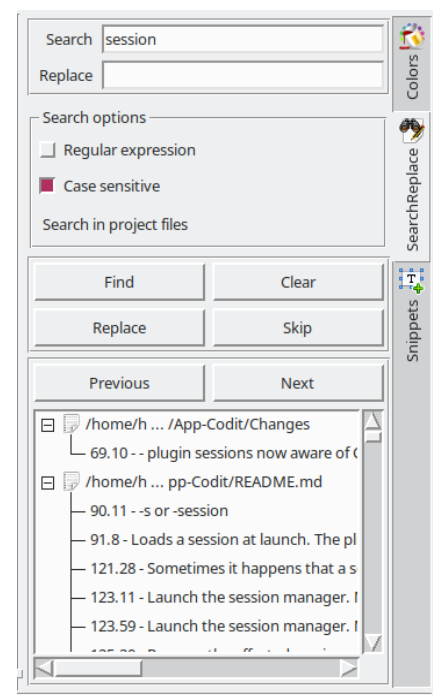 Search session
Replace
Search options
Regular expression
Case sensitive
Search in project files
Find Clear
Replace Skip
Previous Next
/home/h ... /App-Codit/Changes
69.10 - - plugin sessions now aware of
/home/h ... pp-Codit/README.md
90.11 - -s or -session
91.8 - Loads a session at launch. The pl
121.28 - Sometimes it happens that a s
123.11 - Launch the session manager.
123.59 - Launch the session manager.
Colors
SearchReplace
T
Snippets